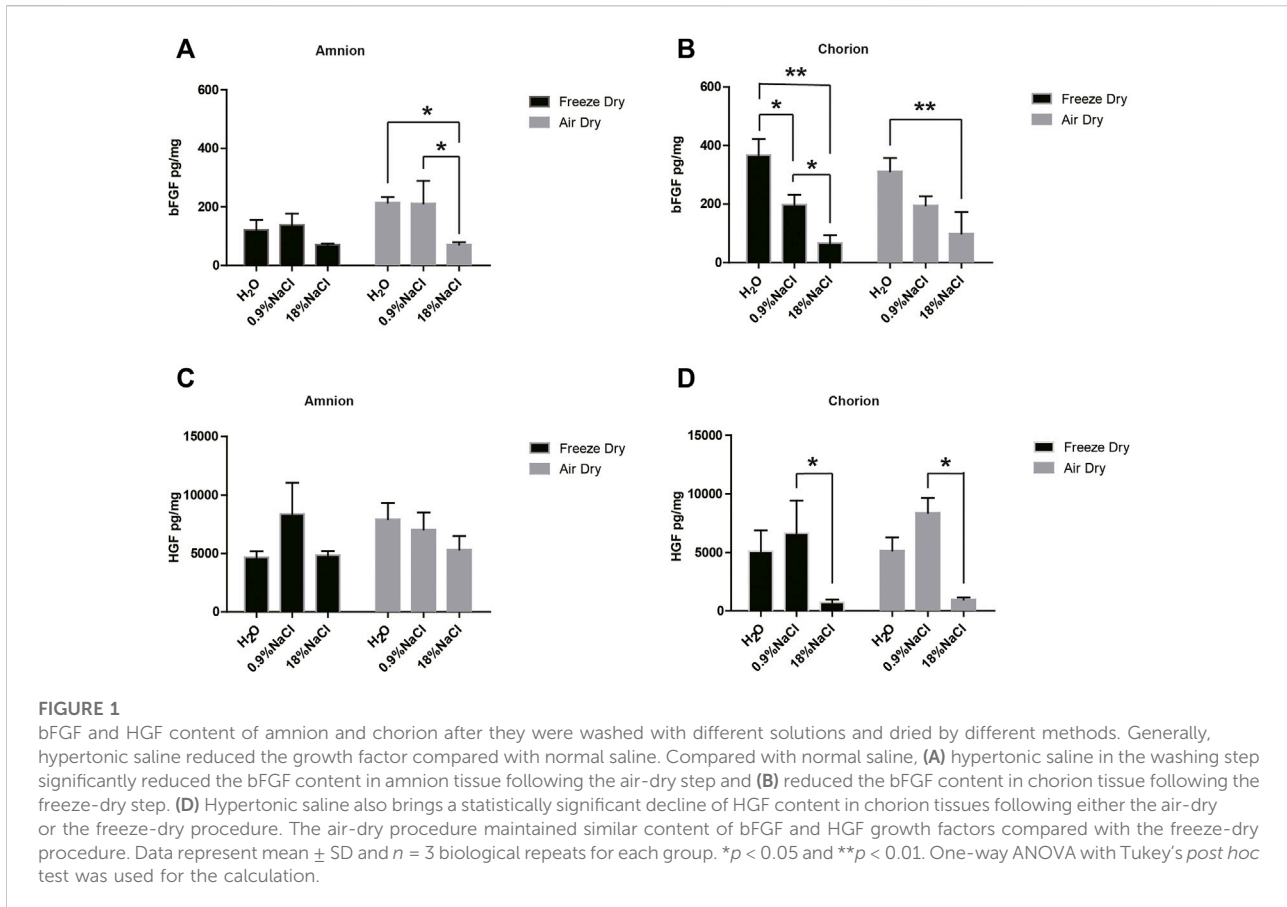 A
Amnion
600
400
200
0
bFGF pg/mg
*
*
Freeze Dry
Air Dry
H₂O
0.9%NaCl
18%NaCl
H₂O
0.9%NaCl
18%NaCl
B
Chorion
600
400
200
0
bFGF pg/mg
**
*
*
**
Freeze Dry
Air Dry
H₂O
0.9%NaCl
18%NaCl
H₂O
0.9%NaCl
18%NaCl
C
Amnion
15000
10000
5000
0
HGF pg/mg
Freeze Dry
Air Dry
H₂O
0.9%NaCl
18%NaCl
H₂O
0.9%NaCl
18%NaCl
D
Chorion
15000
10000
5000
0
HGF pg/mg
*
*
Freeze Dry
Air Dry
H₂O
0.9%NaCl
18%NaCl
H₂O
0.9%NaCl
18%NaCl
FIGURE 1
bFGF and HGF content of amnion and chorion after they were washed with different solutions and dried by different methods. Generally,
hypertonic saline reduced the growth factor compared with normal saline. Compared with normal saline, (A) hypertonic saline in the washing step
significantly reduced the bFGF content in amnion tissue following the air-dry step and (B) reduced the bFGF content in chorion tissue following the
freeze-dry step. (D) Hypertonic saline also brings a statistically significant decline of HGF content in chorion tissues following either the air-dry
or the freeze-dry procedure. The air-dry procedure maintained similar content of bFGF and HGF growth factors compared with the freeze-dry
procedure. Data represent mean ± SD and n = 3 biological repeats for each group. *p < 0.05 and **p < 0.01. One-way ANOVA with Tukey's post hoc
test was used for the calculation.